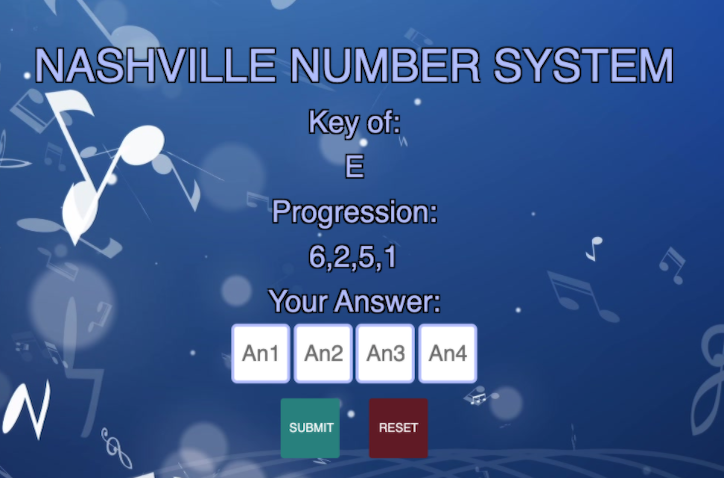 NASHVILLE NUMBER SYSTEM
Key of:
E
Progression:
6,2,5,1
Your Answer:
An1 An2 An3 An4
SUBMIT RESET